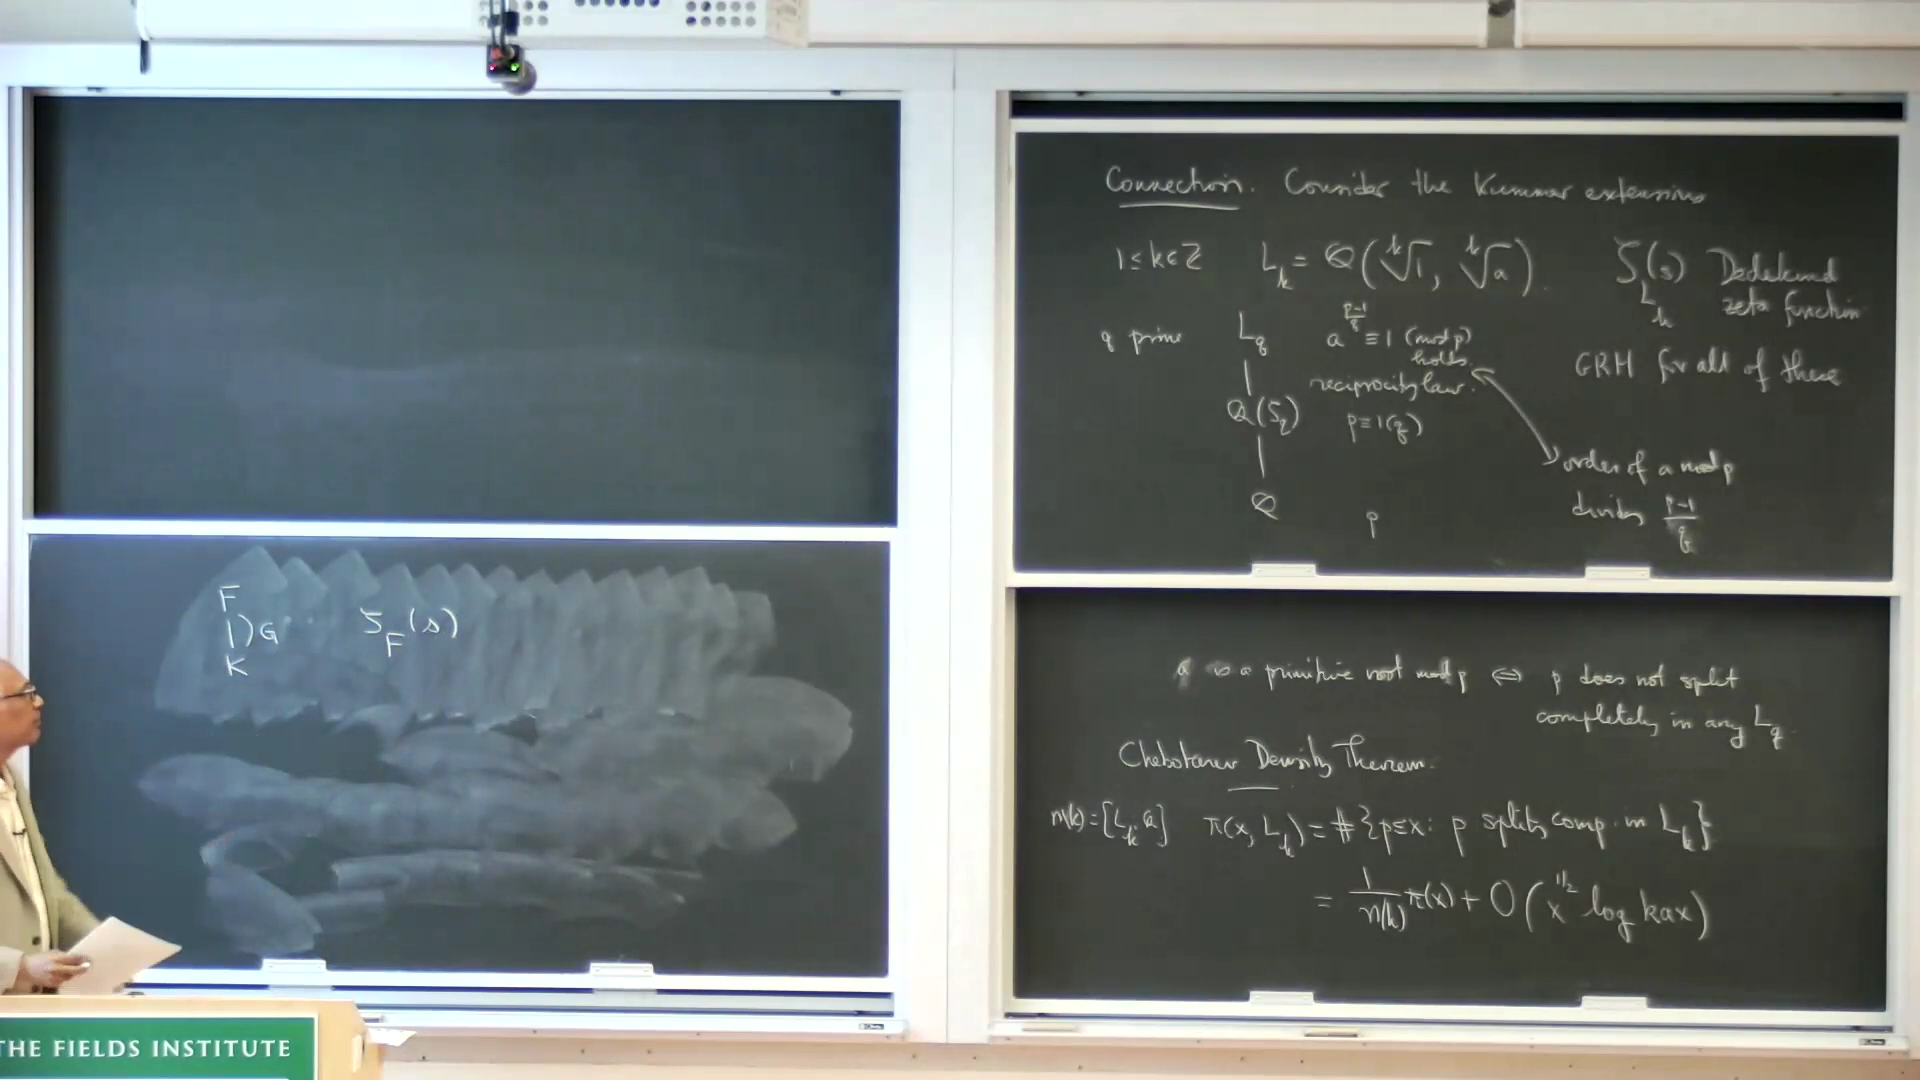 F
|) G ζ_F(s)
K
THE FIELDS INSTITUTE
Connection. Consider the Kummer extensions
1 ≤ k ∈ Z L_k = Q(ᵏ√1, ᵏ√a). ζ_{L_k}(s) Dedekind zeta function
q prime L_q a^{(p-1)/q} ≡ 1 (mod p) holds.
reciprocity law.
GRH for all of these
Q(ζ_q) p ≡ 1(q)
order of a mod p
divides (p-1)/q
Q p
a is a primitive root mod p ⇔ p does not split
completely in any L_q.
Chebotarev Density Theorem.
n(k) = [L_k: Q] π(x, L_k) = #{p ≤ x: p splits comp. in L_k}
= 1/n(k) π(x) + O(x^{1/2} log kax)